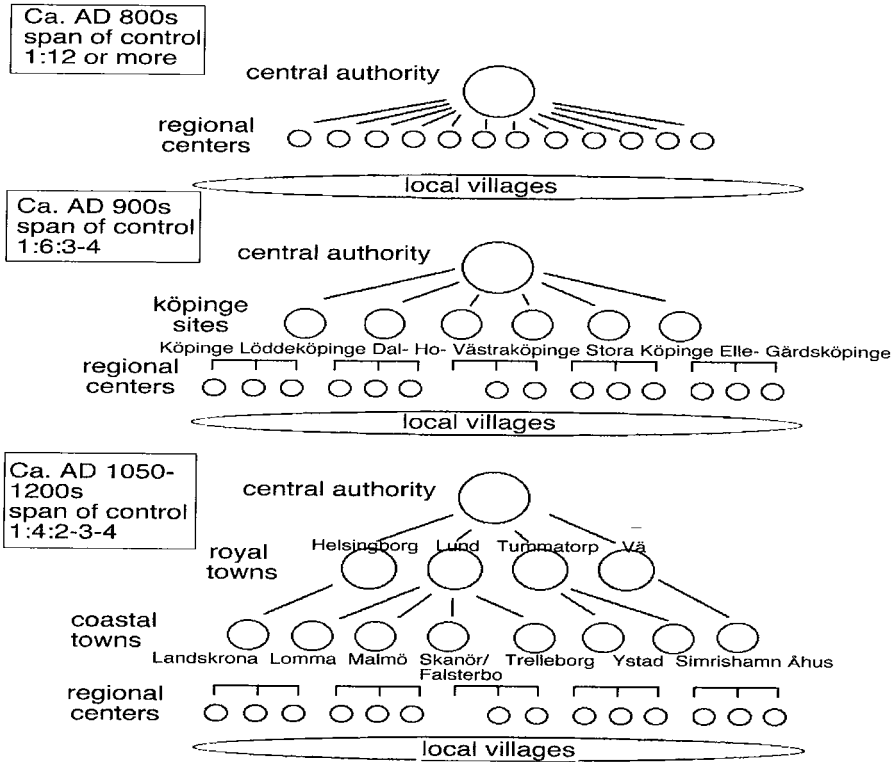 Ca. AD 800s
span of control
1:12 or more
central authority
regional
centers
local villages
Ca. AD 900s
span of control
1:6:3-4
central authority
köpinge
sites
Köpinge Löddeköpinge Dal- Ho- Västraköpinge Stora Köpinge Elle- Gärdsköpinge
regional
centers
local villages
Ca. AD 1050-
1200s
span of control
1:4:2-3-4
central authority
Helsingborg Lund Tummatorp Vä
royal
towns
coastal
towns
Landskrona Lomma Malmö Skanör/ Trelleborg Ystad Simrishamn Åhus
Falsterbo
regional
centers
local villages